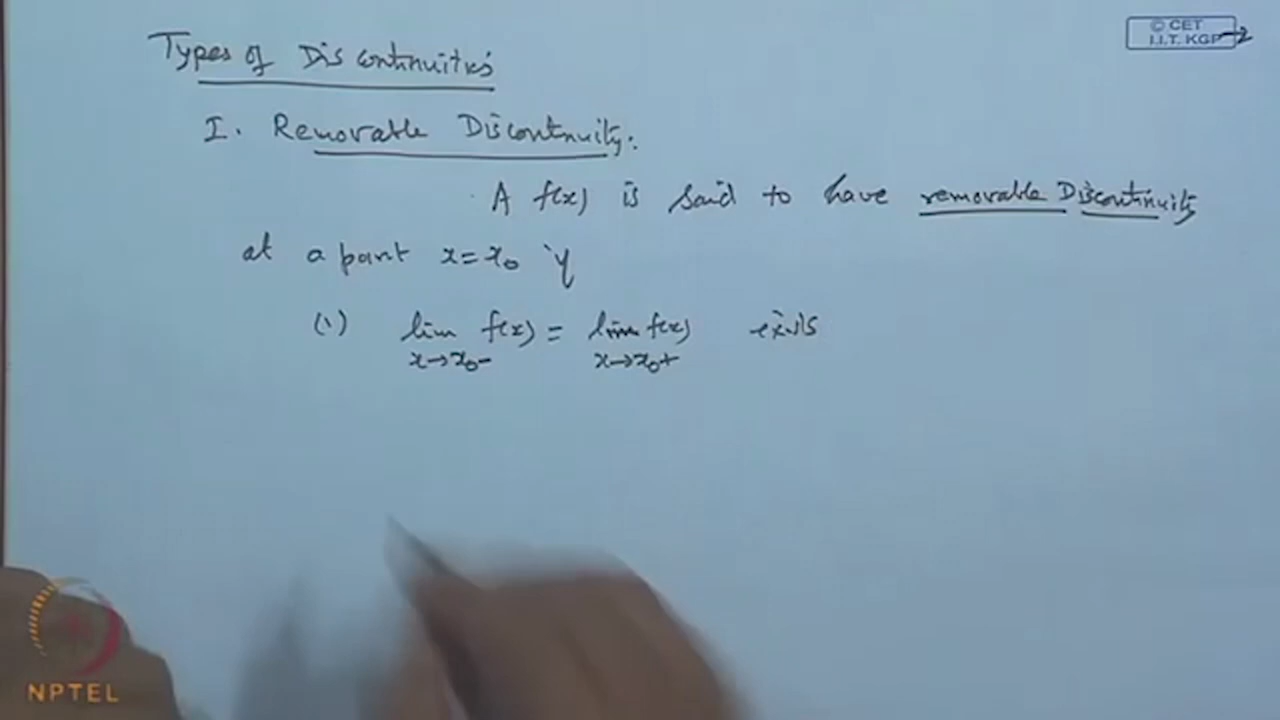 © CET
I.I.T. KGP
Types of Discontinuities
I. Removable Discontinuity:
A f(x) is said to have removable Discontinuity
at a point x = x₀ if
(1) lim f(x) = lim f(x) exists
x→x₀- x→x₀+
NPTEL